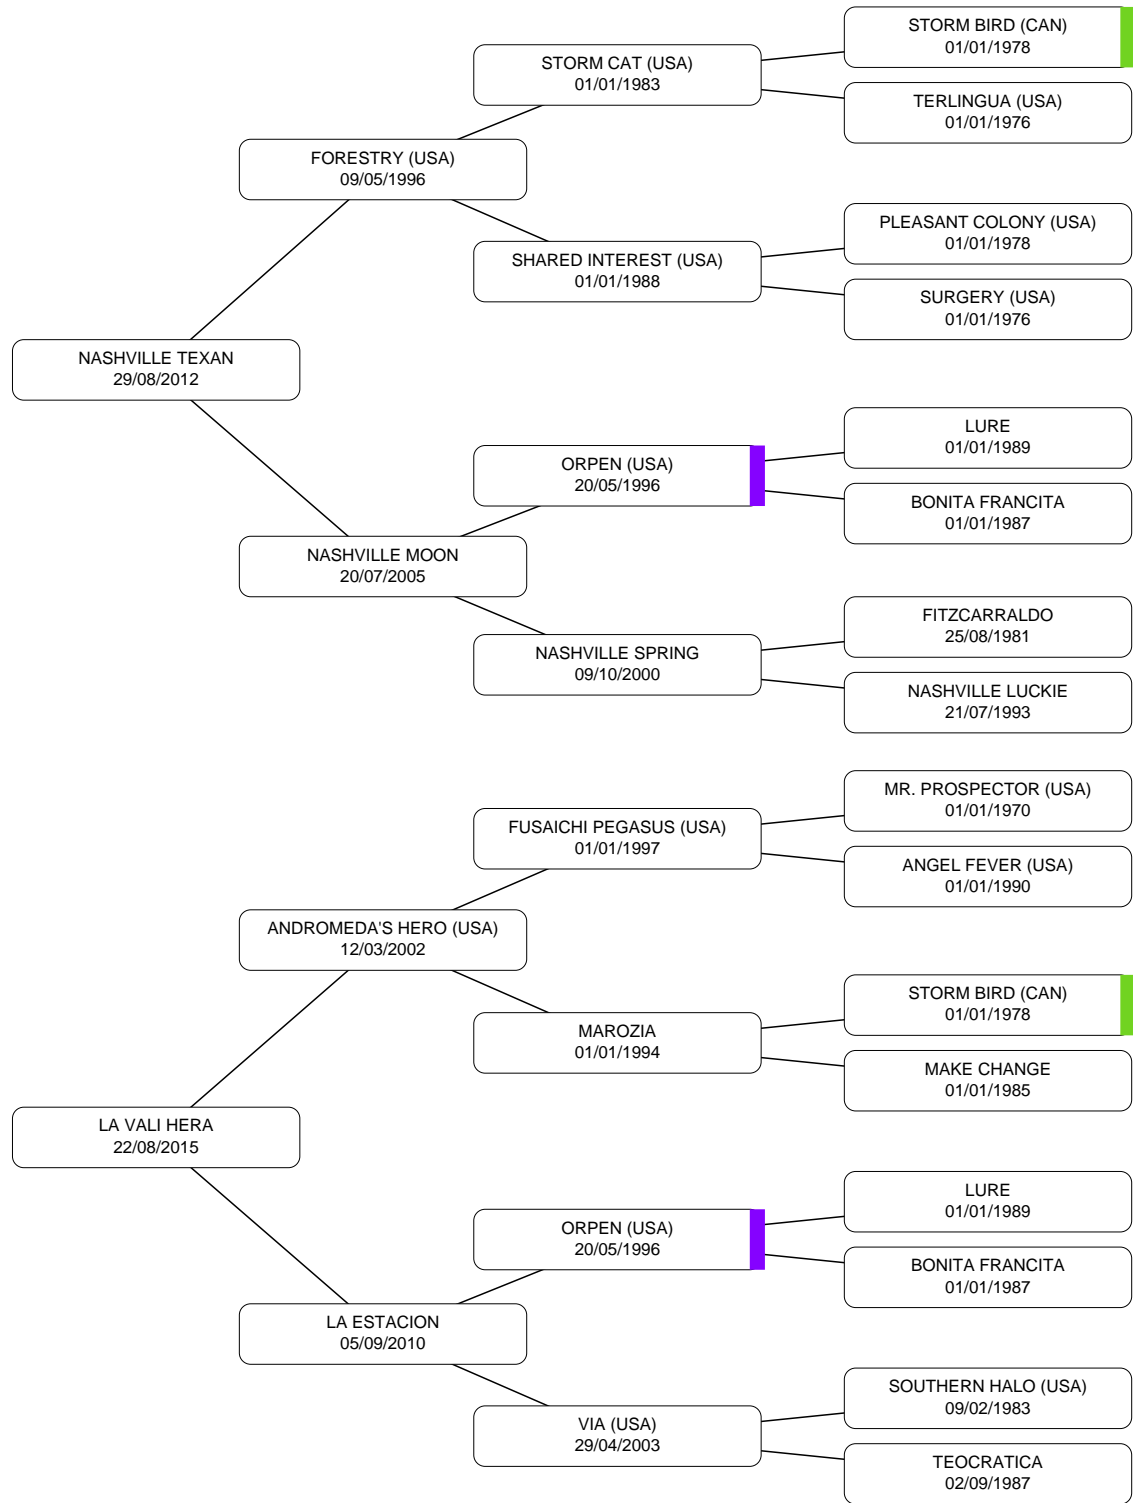 STORM BIRD (CAN)
01/01/1978
STORM CAT (USA)
01/01/1983
TERLINGUA (USA)
01/01/1976
FORESTRY (USA)
09/05/1996
PLEASANT COLONY (USA)
01/01/1978
SHARED INTEREST (USA)
01/01/1988
SURGERY (USA)
01/01/1976
NASHVILLE TEXAN
29/08/2012
LURE
01/01/1989
ORPEN (USA)
20/05/1996
BONITA FRANCITA
01/01/1987
NASHVILLE MOON
20/07/2005
FITZCARRALDO
25/08/1981
NASHVILLE SPRING
09/10/2000
NASHVILLE LUCKIE
21/07/1993
MR. PROSPECTOR (USA)
01/01/1970
FUSAICHI PEGASUS (USA)
01/01/1997
ANGEL FEVER (USA)
01/01/1990
ANDROMEDA'S HERO (USA)
12/03/2002
STORM BIRD (CAN)
01/01/1978
MAROZIA
01/01/1994
MAKE CHANGE
01/01/1985
LA VALI HERA
22/08/2015
LURE
01/01/1989
ORPEN (USA)
20/05/1996
BONITA FRANCITA
01/01/1987
LA ESTACION
05/09/2010
SOUTHERN HALO (USA)
09/02/1983
VIA (USA)
29/04/2003
TEOCRATICA
02/09/1987